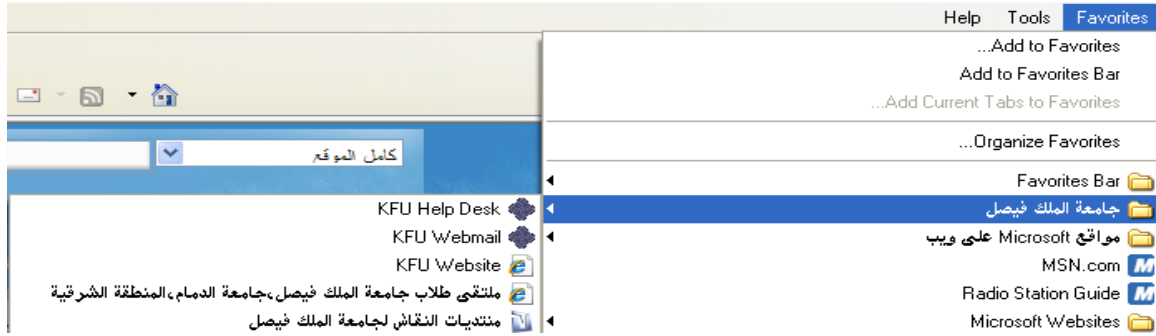 Help Tools Favorites
...Add to Favorites
Add to Favorites Bar
...Add Current Tabs to Favorites
...Organize Favorites
كامل الموقع
Favorites Bar
جامعة الملك فيصل
مواقع Microsoft على ويب
MSN.com
Radio Station Guide
Microsoft Websites
KFU Help Desk
KFU Webmail
KFU Website
ملتقى طلاب جامعة الملك فيصل،جامعة الدمام،المنطقة الشرقية
منتديات النقاش لجامعة الملك فيصل